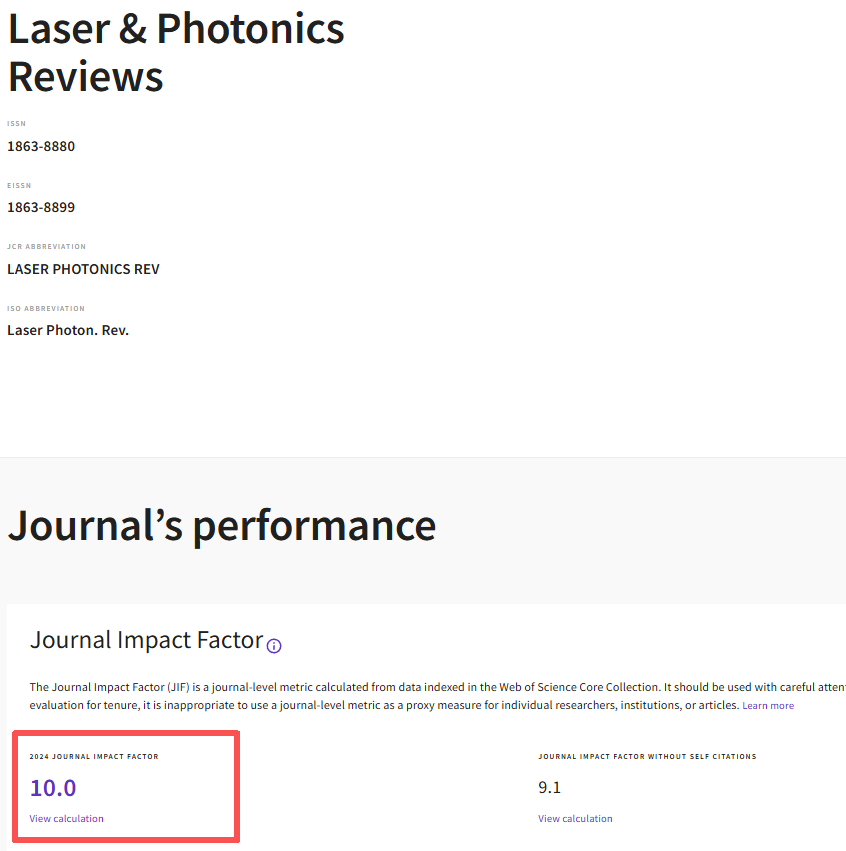 Laser & Photonics
Reviews
ISSN
1863-8880
EISSN
1863-8899
JCR ABBREVIATION
LASER PHOTONICS REV
ISO ABBREVIATION
Laser Photon. Rev.
Journal’s performance
Journal Impact Factor
The Journal Impact Factor (JIF) is a journal-level metric calculated from data indexed in the Web of Science Core Collection. It should be used with careful atten
evaluation for tenure, it is inappropriate to use a journal-level metric as a proxy measure for individual researchers, institutions, or articles. Learn more
2024 JOURNAL IMPACT FACTOR
10.0
View calculation
JOURNAL IMPACT FACTOR WITHOUT SELF CITATIONS
9.1
View calculation